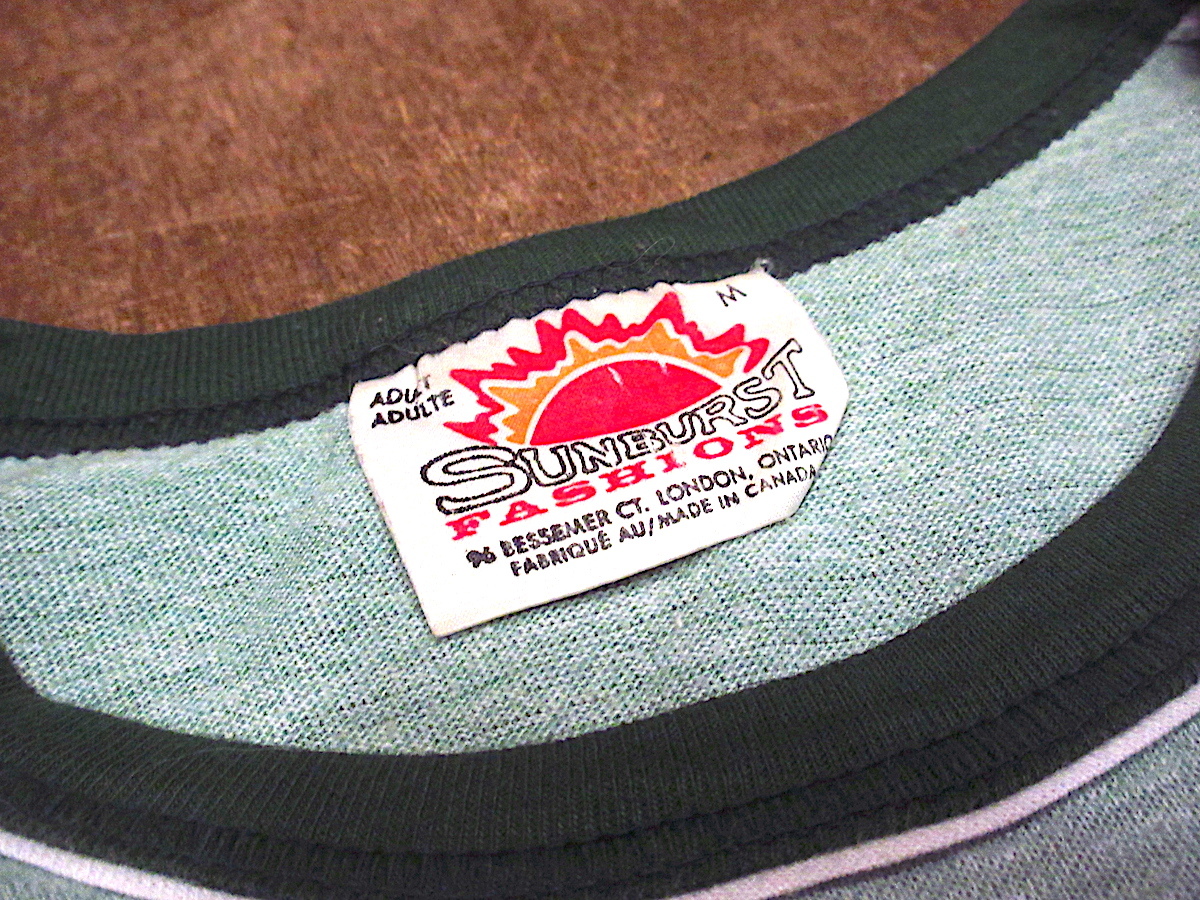 M
ADULT
ADULTE
SUNBURST
FASHIONS
96 BESSEMER CT. LONDON, ONTARIO
FABRIQUÉ AU/MADE IN CANADA